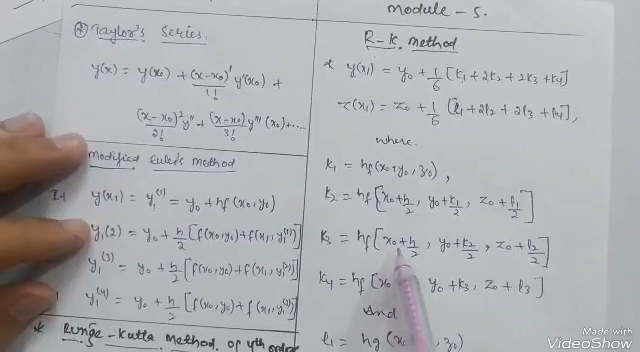 Module - 5.
* Taylor's Series.
y(x) = y(x0) + (x-x0)'/1! y'(x0) +
(x-x0)²/2! y'' + (x-x0)/3! y''' (x0) +....
Modified Euler's Method
y(x1) = y1^(1) = y0 + hf(x0, y0)
y1(2) = y0 + h/2 [f(x0, y0) + f(x1, y1^(1))]
y1^(3) = y0 + h/2 [f(x0, y0) + f(x1, y1^(2))]
y1^(4) = y0 + h/2 [f(x0, y0) + f(x1, y1^(3))]
* Runge-Kutta Method of 4th order
R-K method
y(x1) = y0 + 1/6 [k1 + 2k2 + 2k3 + k4]
z(x1) = z0 + 1/6 [l1 + 2l2 + 2l3 + l4],
where
k1 = hf(x0+y0, z0),
k2 = hf[x0+h/2, y0+k1/2, z0+l1/2]
k3 = hf[x0+h/2, y0+k2/2, z0+l2/2]
k4 = hf[x0 y0+k3, z0+l3]
And
l1 = hg(x0, , z0)
Made with
VideoShow